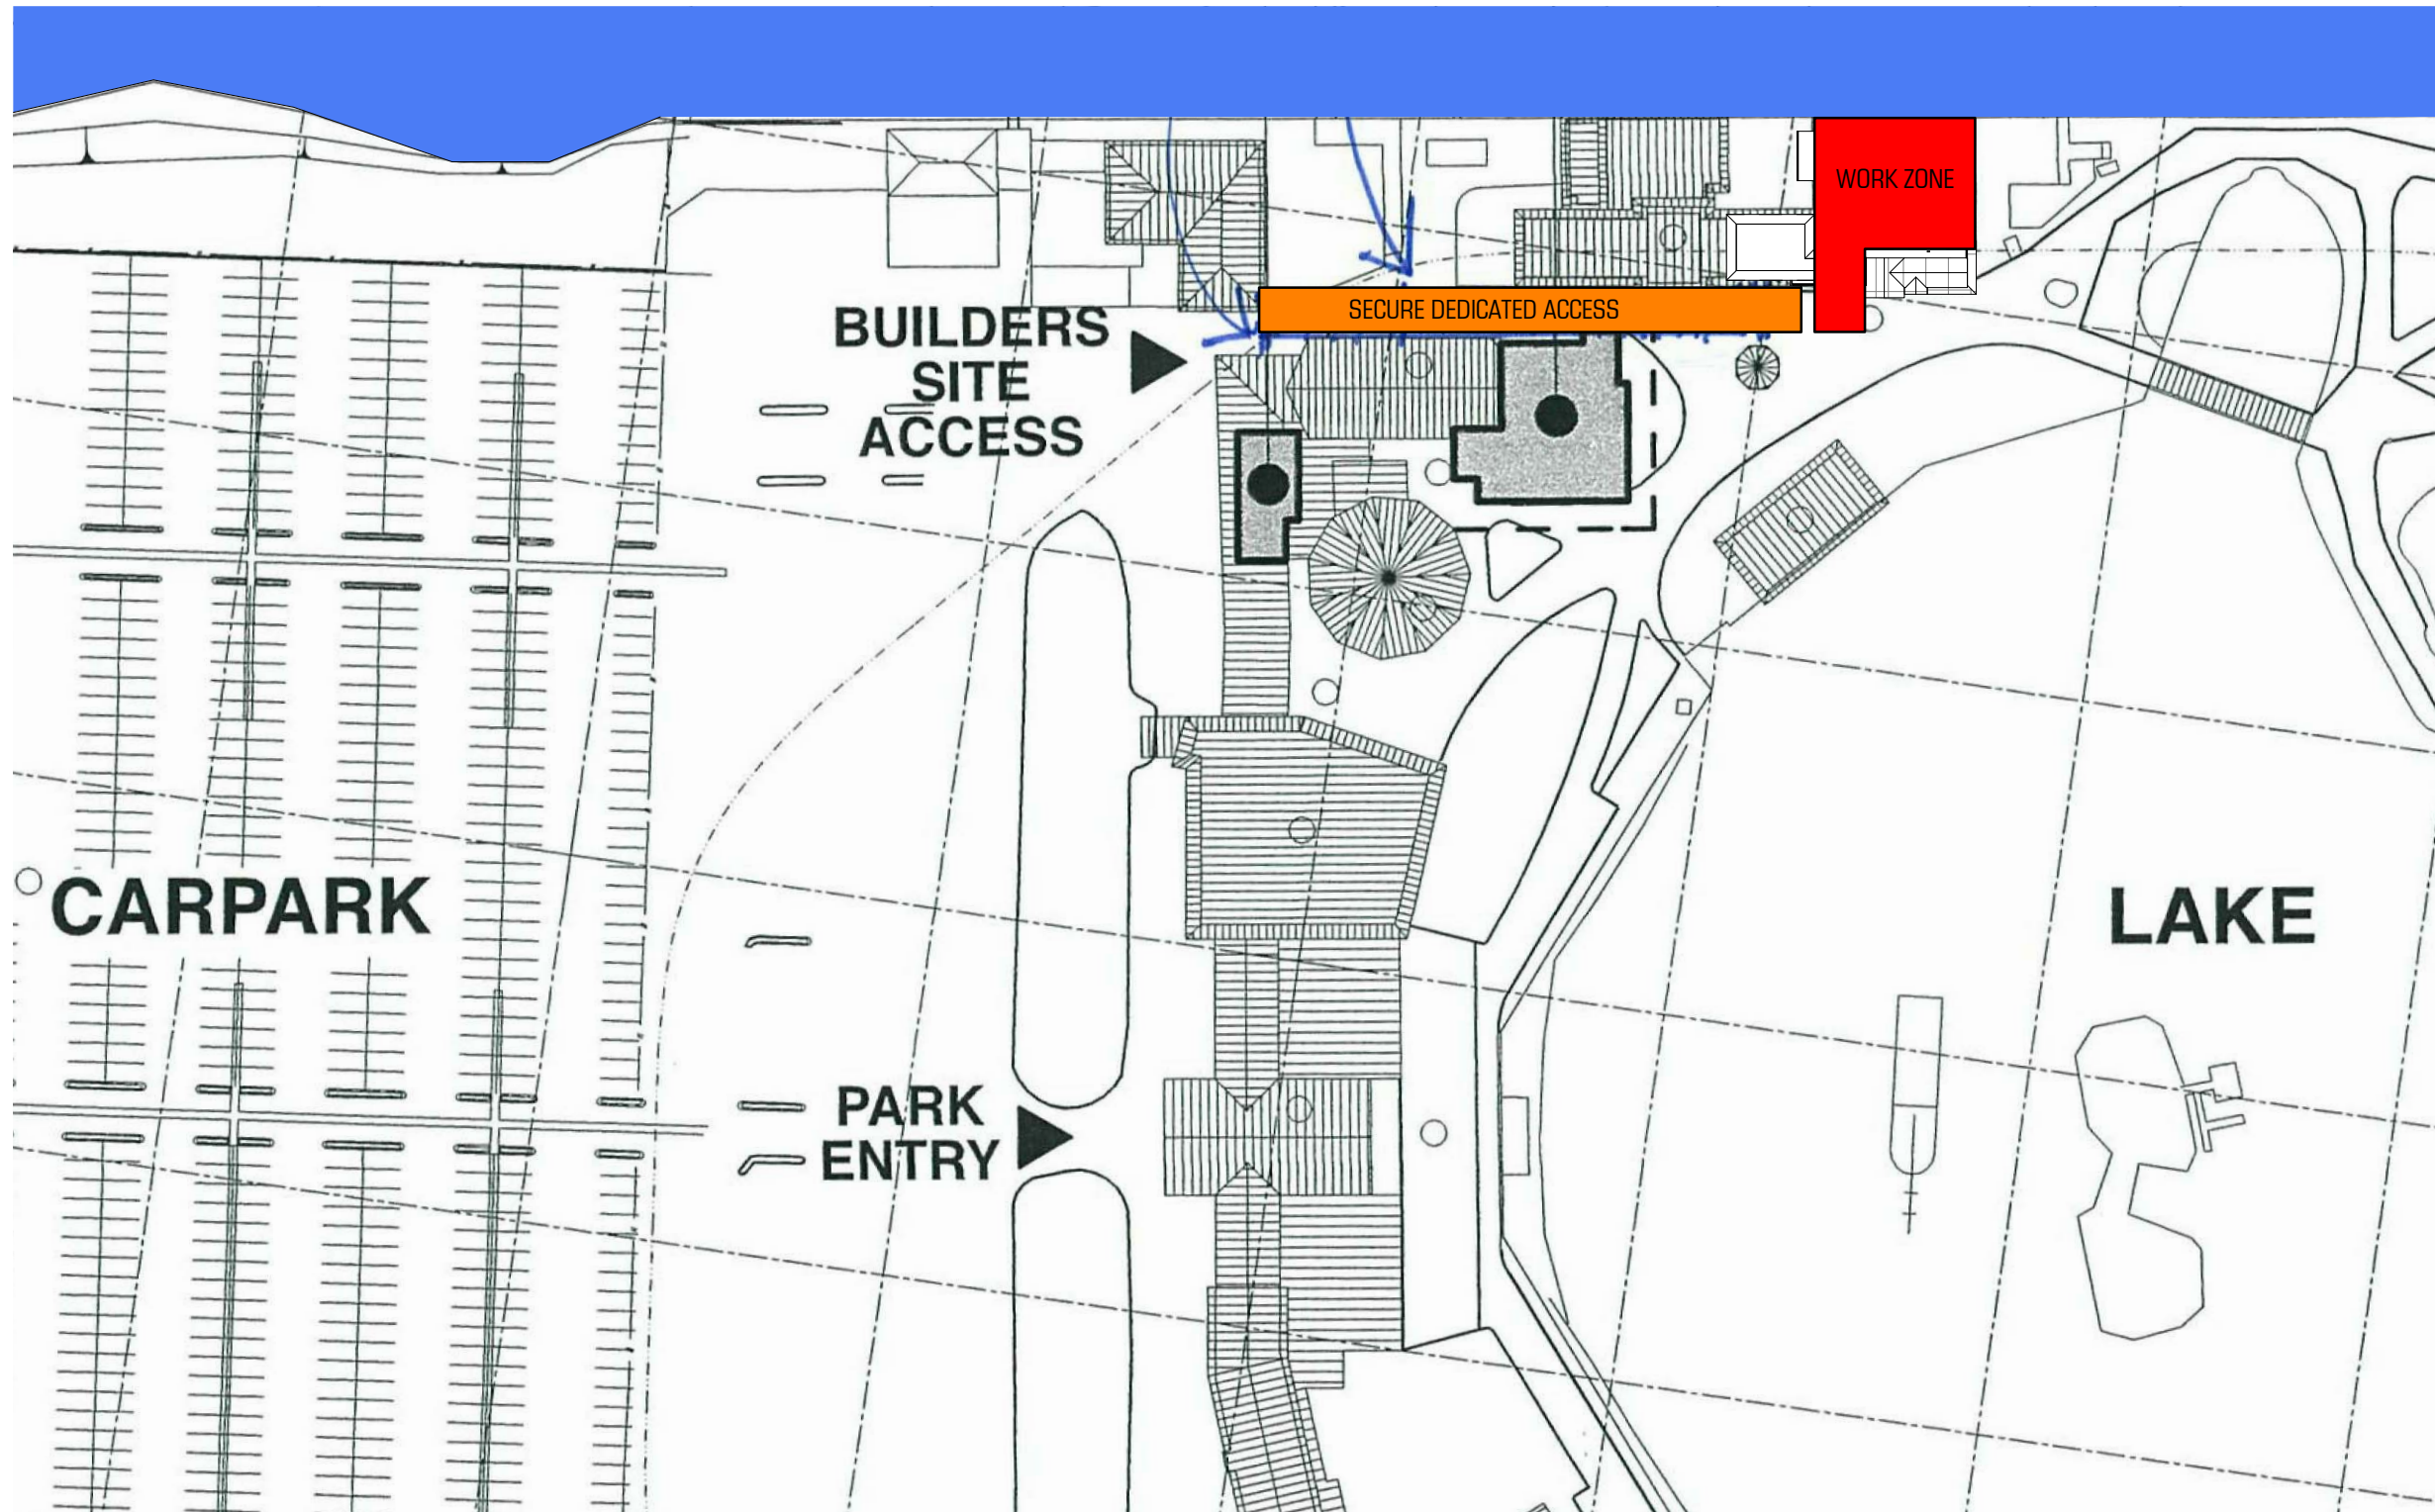 WORK ZONE
SECURE DEDICATED ACCESS
BUILDERS
SITE
ACCESS
CARPARK
LAKE
PARK
ENTRY